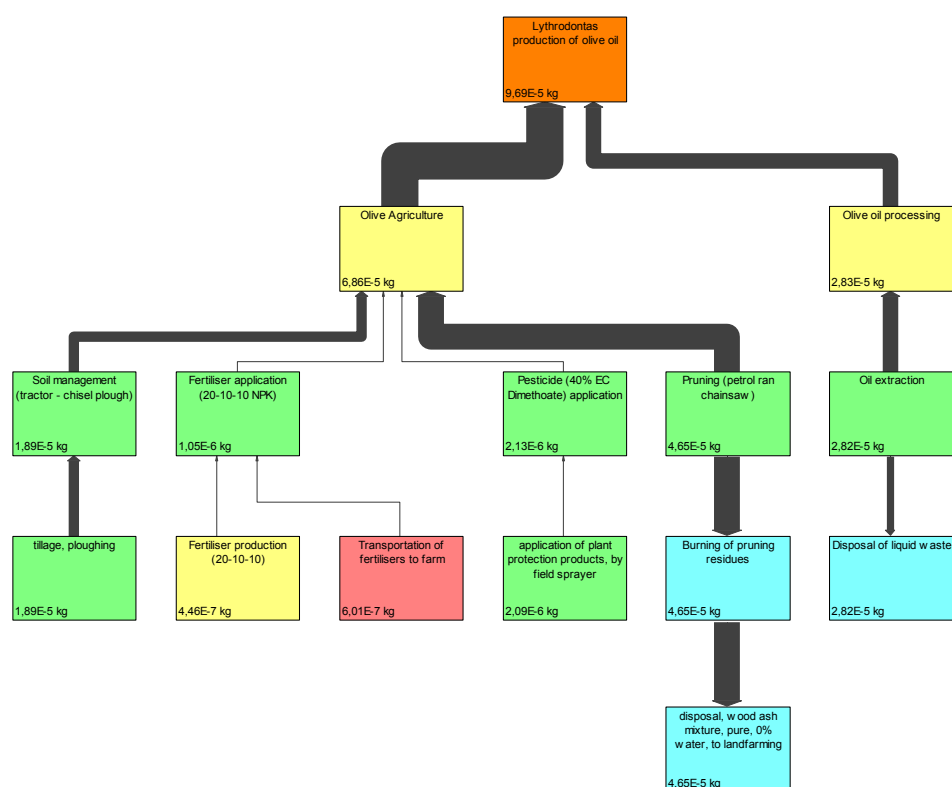 Lythrodontas
production of olive oil
9,69E-5 kg
Olive Agriculture
6,86E-5 kg
Olive oil processing
2,83E-5 kg
Soil management
(tractor - chisel plough)
1,89E-5 kg
Fertiliser application
(20-10-10 NPK)
1,05E-6 kg
Pesticide (40% EC
Dimethoate) application
2,13E-6 kg
Pruning (petrol ran
chainsaw)
4,65E-5 kg
Oil extraction
2,82E-5 kg
tillage, ploughing
1,89E-5 kg
Fertiliser production
(20-10-10)
4,46E-7 kg
Transportation of
fertilisers to farm
6,01E-7 kg
application of plant
protection products, by
field sprayer
2,09E-6 kg
Burning of pruning
residues
4,65E-5 kg
Disposal of liquid waste
2,82E-5 kg
disposal, wood ash
mixture, pure, 0%
water, to landfarming
4,65E-5 kg